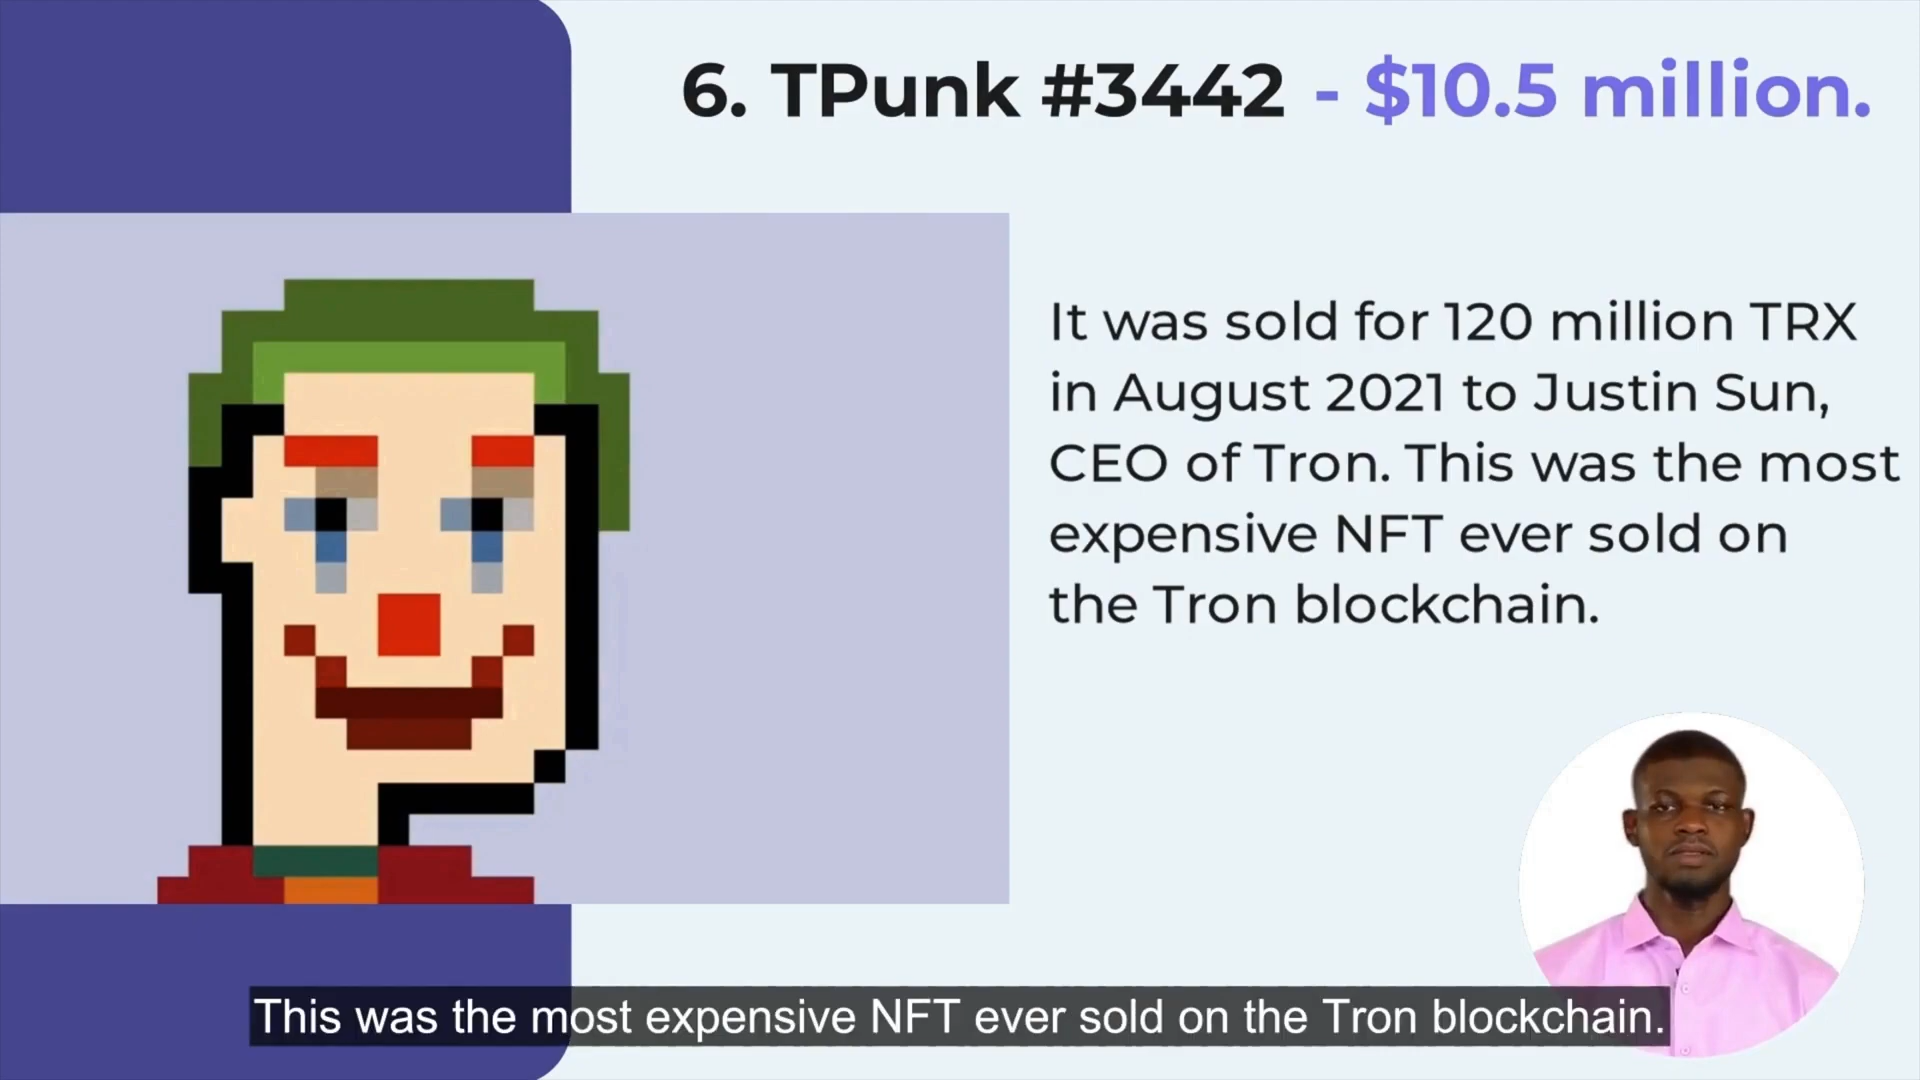 6. TPunk #3442 - $10.5 million.
It was sold for 120 million TRX
in August 2021 to Justin Sun,
CEO of Tron. This was the most
expensive NFT ever sold on
the Tron blockchain.
This was the most expensive NFT ever sold on the Tron blockchain.